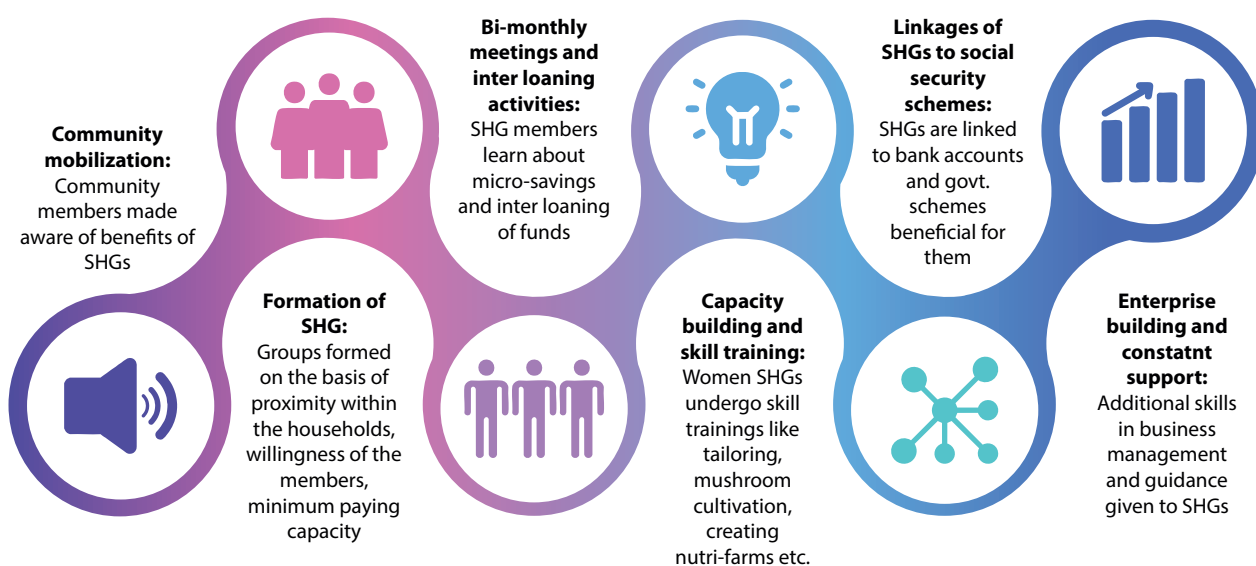 Community
mobilization:
Community
members made
aware of benefits of
SHGs
Formation of
SHG:
Groups formed
on the basis of
proximity within
the households,
willingness of the
members,
minimum paying
capacity
Bi-monthly
meetings and
inter loaning
activities:
SHG members
learn about
micro-savings
and inter loaning
of funds
Capacity
building and
skill training:
Women SHGs
undergo skill
trainings like
tailoring,
mushroom
cultivation,
creating
nutri-farms etc.
Linkages of
SHGs to social
security
schemes:
SHGs are linked
to bank accounts
and govt.
schemes
beneficial for
them
Enterprise
building and
constatnt
support:
Additional skills
in business
management
and guidance
given to SHGs